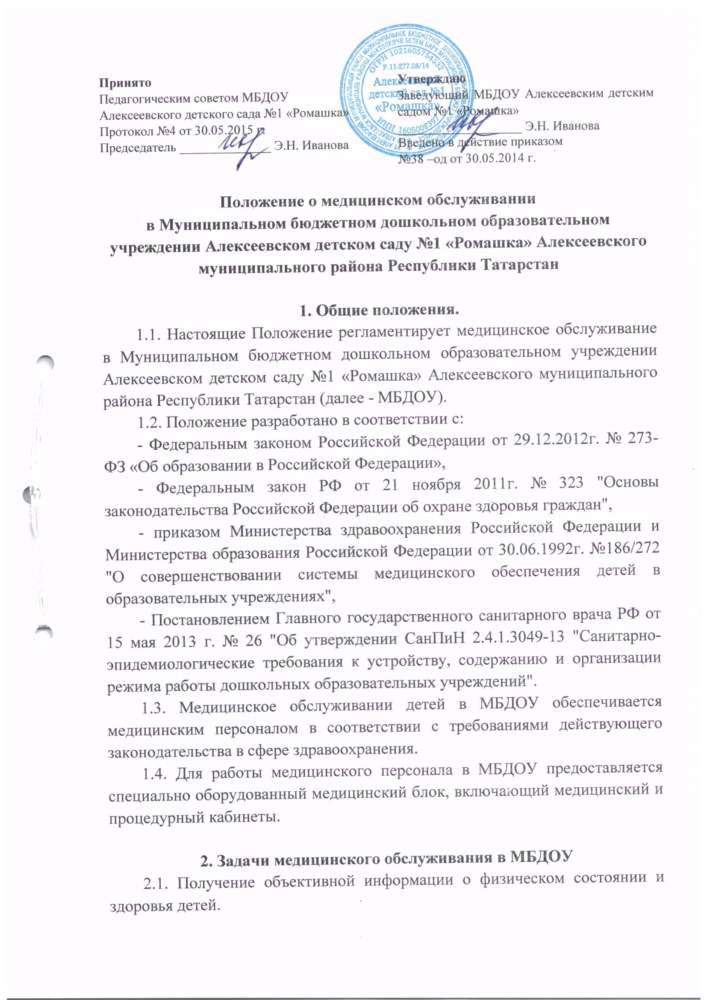 Принято
Педагогическим советом МБДОУ
Алексеевского детского сада №1 «Ромашка»
Протокол №4 от 30.05.2015 г.
Председатель _______________ Э.Н. Иванова
ОГРН 1021605754532
Р.11-277.08/14
Алексеевский
детский сад №1
«Ромашка»
ИНН 1605002397
Утверждаю
Заведующий МБДОУ Алексеевским детским
садом №1 «Ромашка»
____________________ Э.Н. Иванова
Введено в действие приказом
№38 –од от 30.05.2014 г.
Положение о медицинском обслуживании
в Муниципальном бюджетном дошкольном образовательном
учреждении Алексеевском детском саду №1 «Ромашка» Алексеевского
муниципального района Республики Татарстан
1. Общие положения.
1.1. Настоящие Положение регламентирует медицинское обслуживание
в Муниципальном бюджетном дошкольном образовательном учреждении
Алексеевском детском саду №1 «Ромашка» Алексеевского муниципального
района Республики Татарстан (далее - МБДОУ).
1.2. Положение разработано в соответствии с:
- Федеральным законом Российской Федерации от 29.12.2012г. № 273-
ФЗ «Об образовании в Российской Федерации»,
- Федеральным закон РФ от 21 ноября 2011г. № 323 "Основы
законодательства Российской Федерации об охране здоровья граждан",
- приказом Министерства здравоохранения Российской Федерации и
Министерства образования Российской Федерации от 30.06.1992г. №186/272
"О совершенствовании системы медицинского обеспечения детей в
образовательных учреждениях",
- Постановлением Главного государственного санитарного врача РФ от
15 мая 2013 г. № 26 "Об утверждении СанПиН 2.4.1.3049-13 "Санитарно-
эпидемиологические требования к устройству, содержанию и организации
режима работы дошкольных образовательных учреждений".
1.3. Медицинское обслуживании детей в МБДОУ обеспечивается
медицинским персоналом в соответствии с требованиями действующего
законодательства в сфере здравоохранения.
1.4. Для работы медицинского персонала в МБДОУ предоставляется
специально оборудованный медицинский блок, включающий медицинский и
процедурный кабинеты.
2. Задачи медицинского обслуживания в МБДОУ
2.1. Получение объективной информации о физическом состоянии и
здоровья детей.